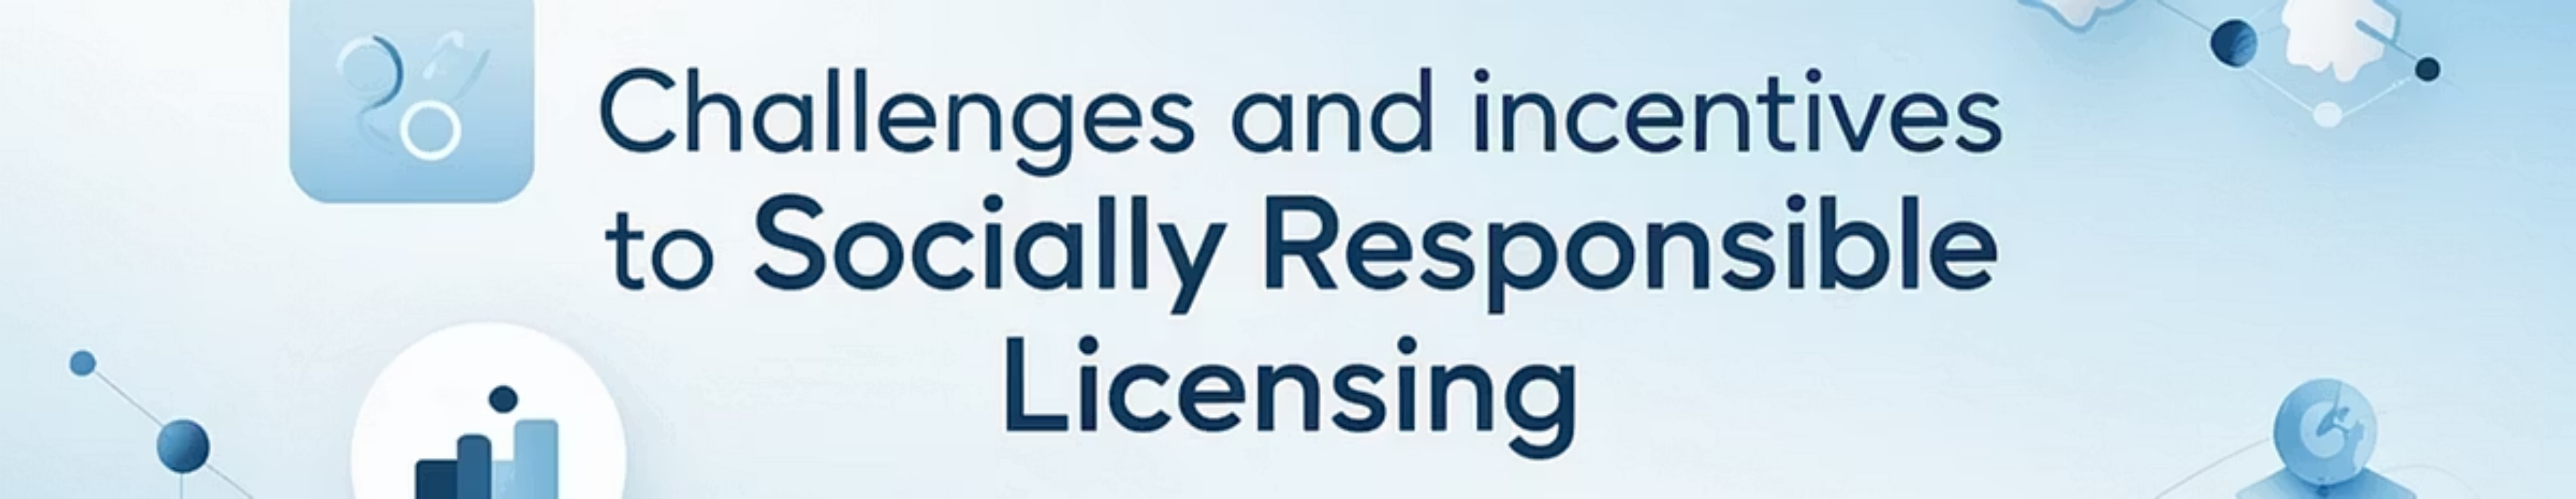 Challenges and incentives
to Socially Responsible
Licensing